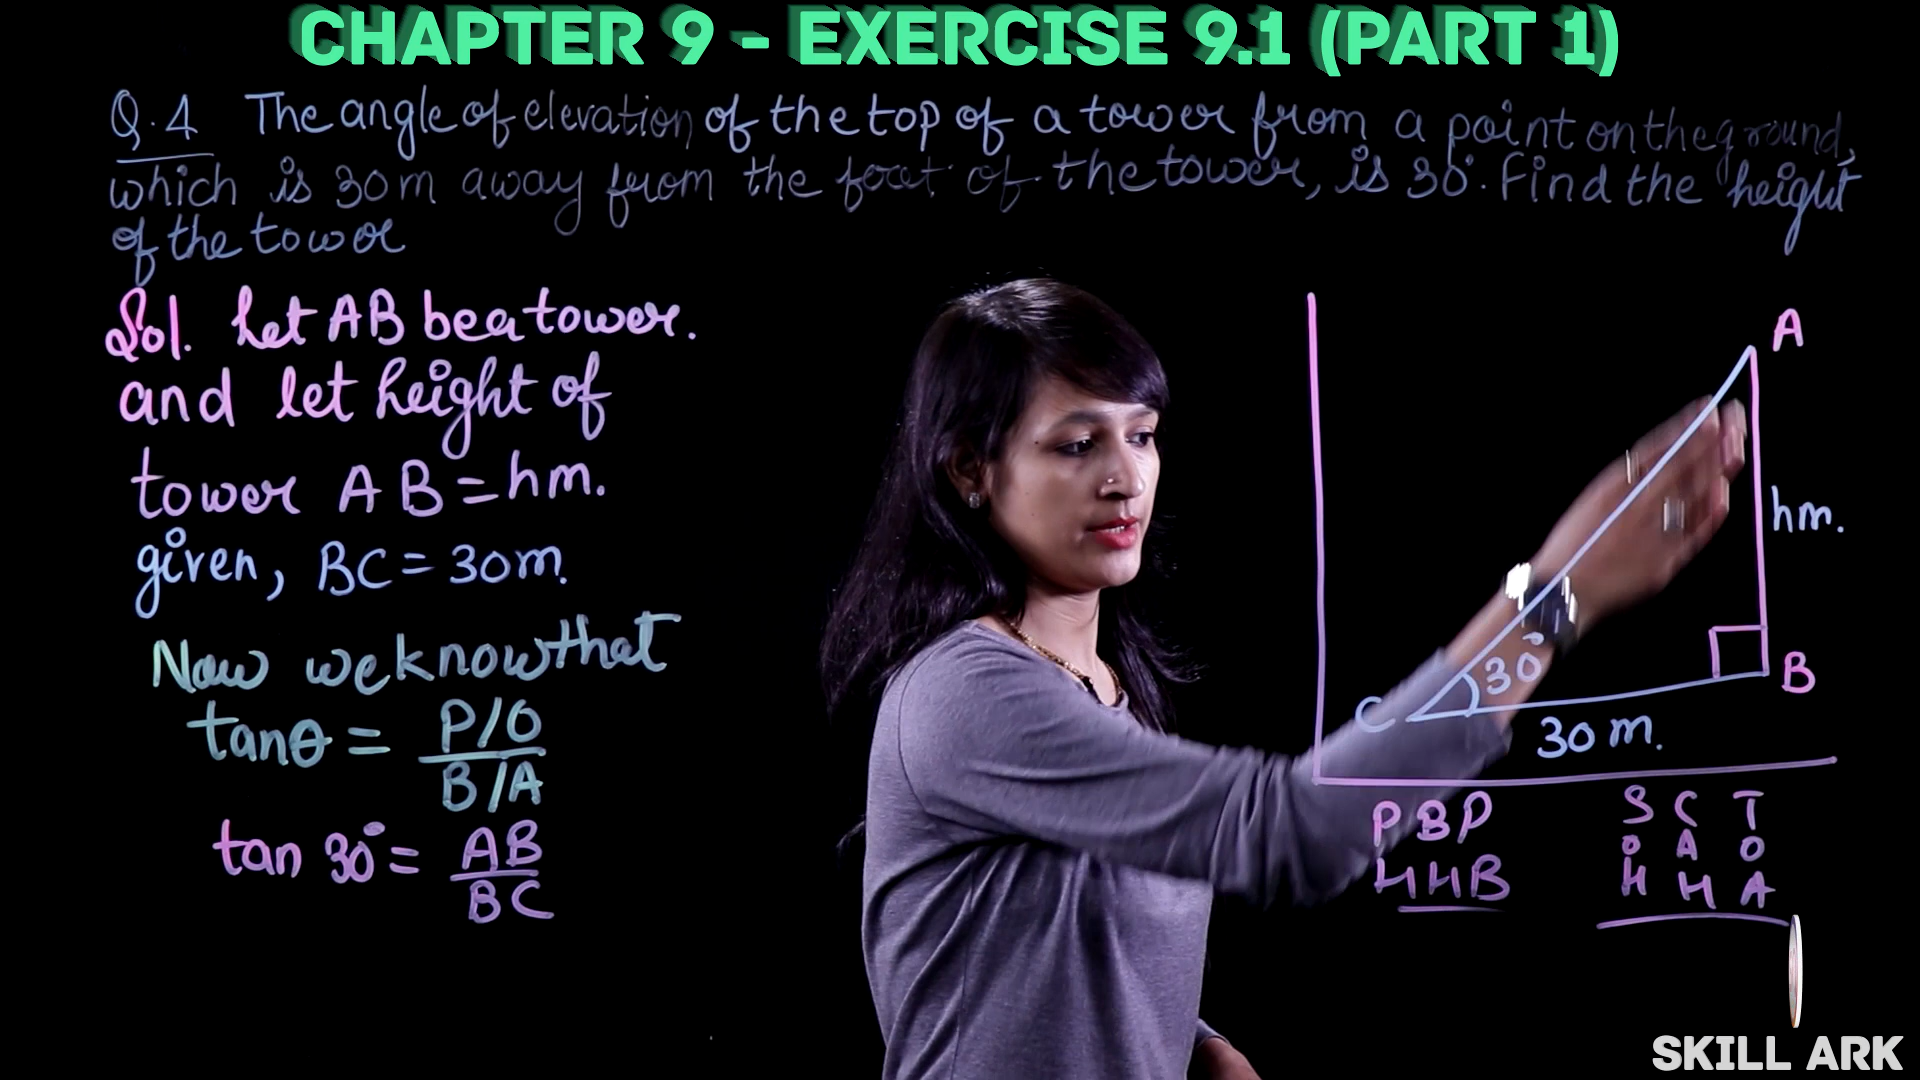 CHAPTER 9 - EXERCISE 9.1 (PART 1)
Q.4 The angle of elevation of the top of a tower from a point on the ground,
which is 30m away from the foot of the tower, is 30°. Find the height
of the tower
Sol. Let AB be a tower.
and let height of
tower AB = hm.
given, BC = 30m.
Now we know that
tanθ = P/O
B/A
tan 30° = AB
BC
A
hm.
30°
C
B
30 m.
P B P
H H B
S C T
O A O
H H A
SKILL ARK